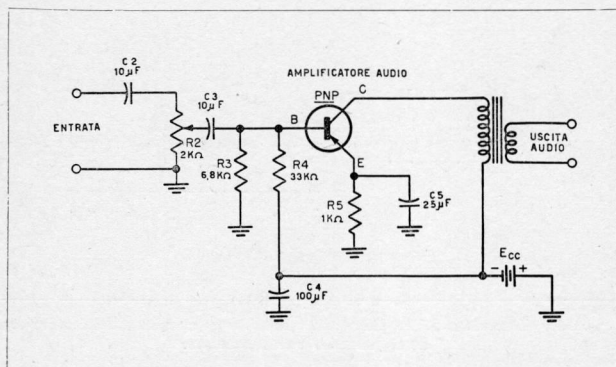 C2
10µF
AMPLIFICATORE AUDIO
PNP
C
C3
10µF
B
ENTRATA
R2
2KΩ
R3
6,8KΩ
R4
33KΩ
E
R5
1KΩ
C5
25µF
USCITA
AUDIO
ECC
- +
C4
100µF